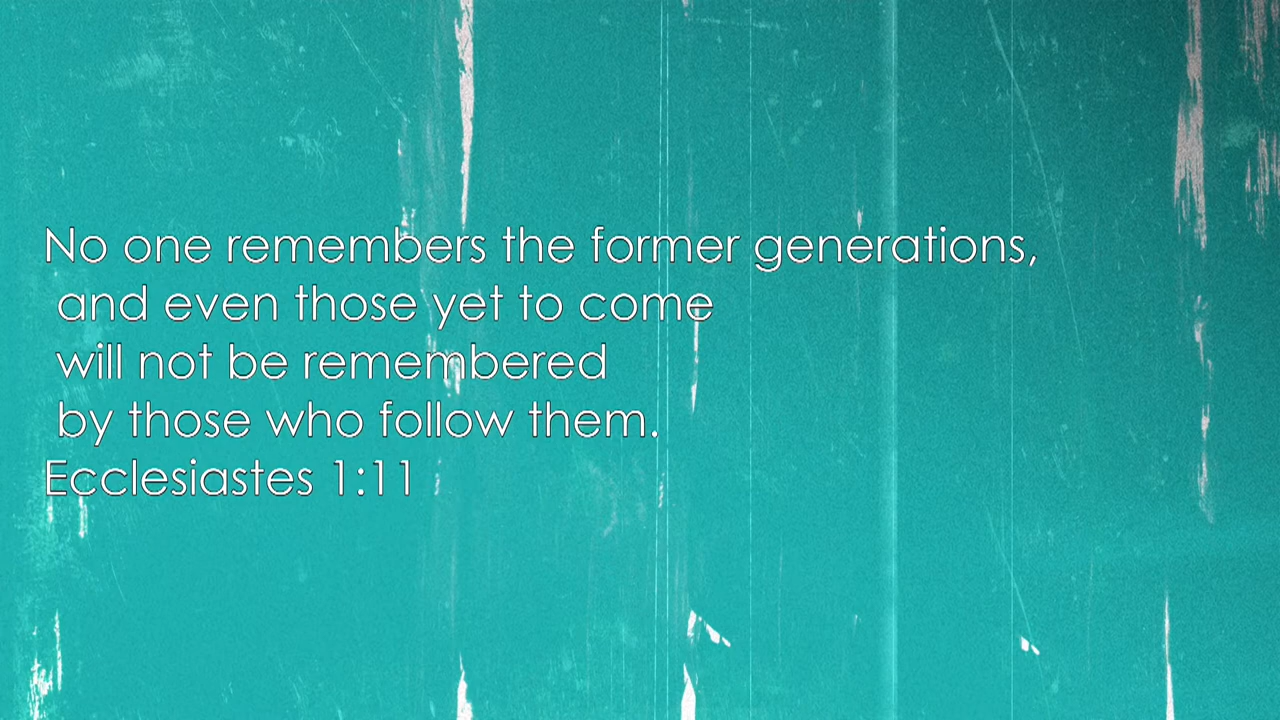 No one remembers the former generations,
and even those yet to come
will not be remembered
by those who follow them.
Ecclesiastes 1:11